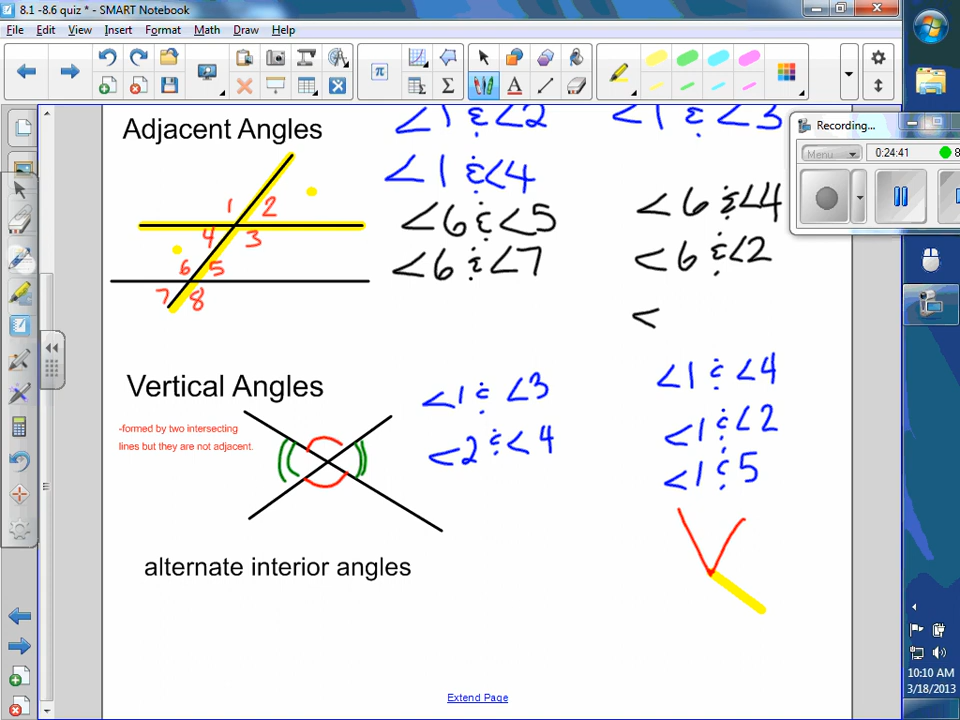 8.1 -8.6 quiz * - SMART Notebook
File Edit View Insert Format Math Draw Help
Recording...
Menu
0:24:41
8
Adjacent Angles
<1 & <2
<1 & <3
<1 & <4
<6 & <5
<6 & <4
<6 & <7
<6 & <2
<
1 2
4 3
6 5
7 8
Vertical Angles
-formed by two intersecting
lines but they are not adjacent.
<1 & <3
<2 & <4
<1 & <4
<1 & <2
<1 & 5
alternate interior angles
Extend Page
10:10 AM
3/18/2013